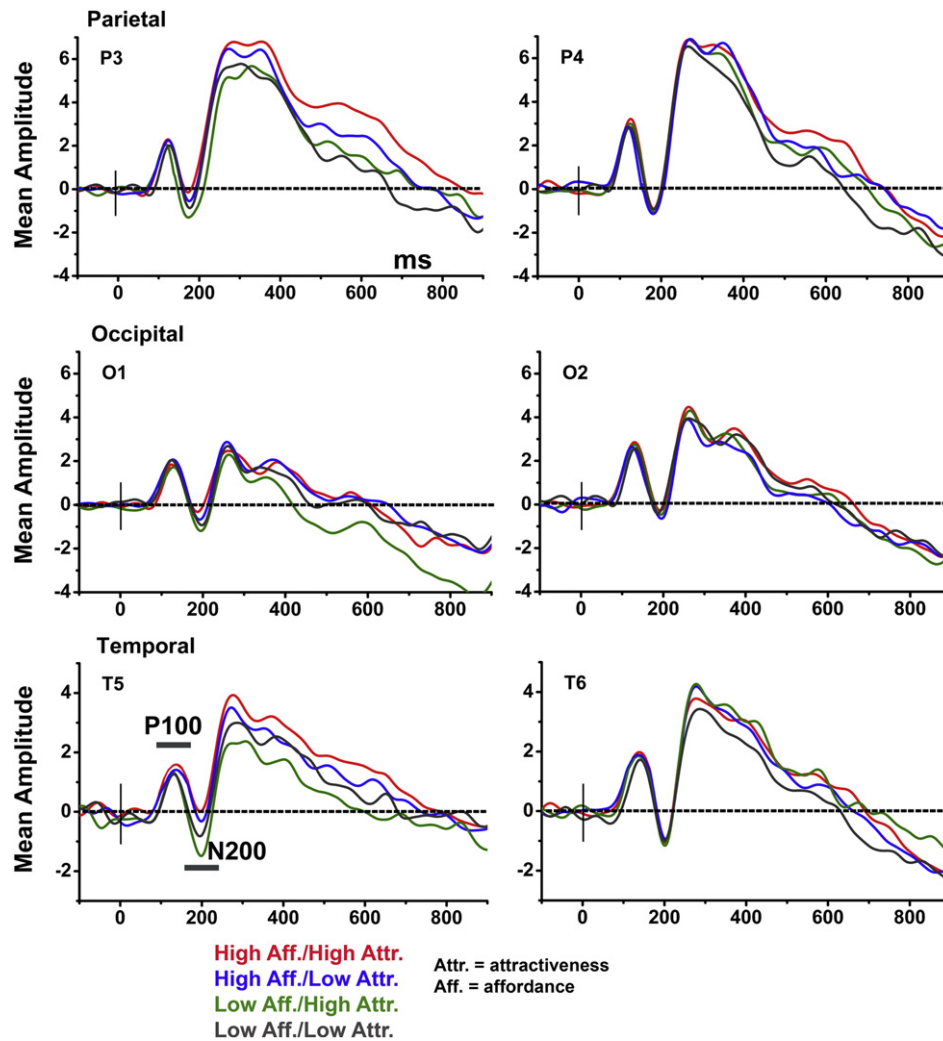 Parietal
P3
P4
Mean Amplitude
6
4
2
0
-2
-4
ms
0 200 400 600 800
6
4
2
0
-2
-4
0 200 400 600 800
Occipital
O1
O2
Mean Amplitude
6
4
2
0
-2
-4
0 200 400 600 800
6
4
2
0
-2
-4
0 200 400 600 800
Temporal
T5
T6
Mean Amplitude
P100
N200
4
2
0
-2
0 200 400 600 800
4
2
0
-2
0 200 400 600 800
High Aff./High Attr.
High Aff./Low Attr.
Low Aff./High Attr.
Low Aff./Low Attr.
Attr. = attractiveness
Aff. = affordance